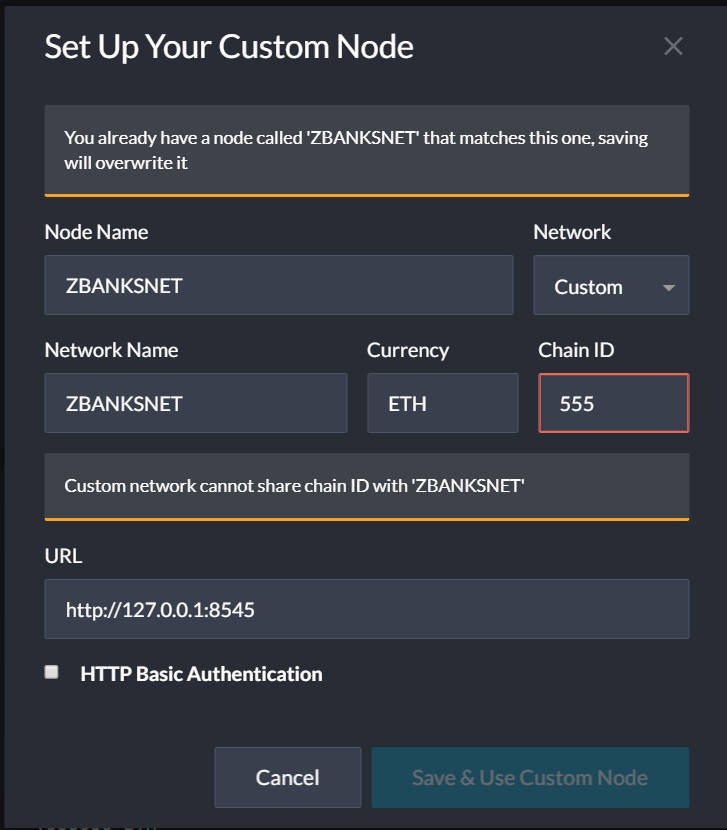 Set Up Your Custom Node
You already have a node called 'ZBANKSNET' that matches this one, saving
will overwrite it
Node Name
Network
ZBANKSNET
Custom
Network Name
Currency
Chain ID
ZBANKSNET
ETH
555
Custom network cannot share chain ID with 'ZBANKSNET'
URL
http://127.0.0.1:8545
HTTP Basic Authentication
Cancel
Save & Use Custom Node